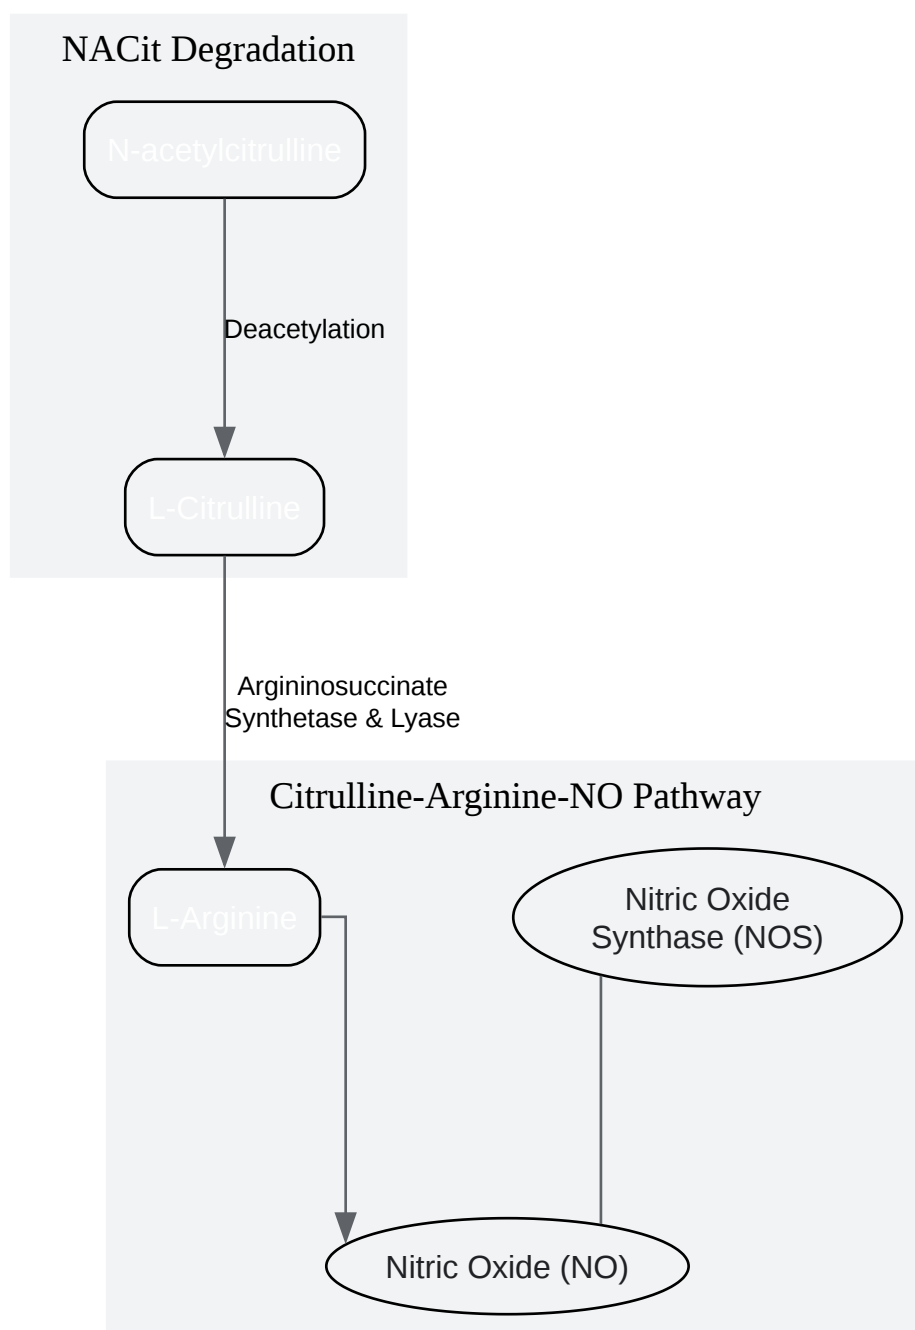 NACit Degradation
N-acetylcitrulline
Deacetylation
L-Citrulline
Argininosuccinate
Synthetase & Lyase
Citrulline-Arginine-NO Pathway
L-Arginine
Nitric Oxide
Synthase (NOS)
Nitric Oxide (NO)